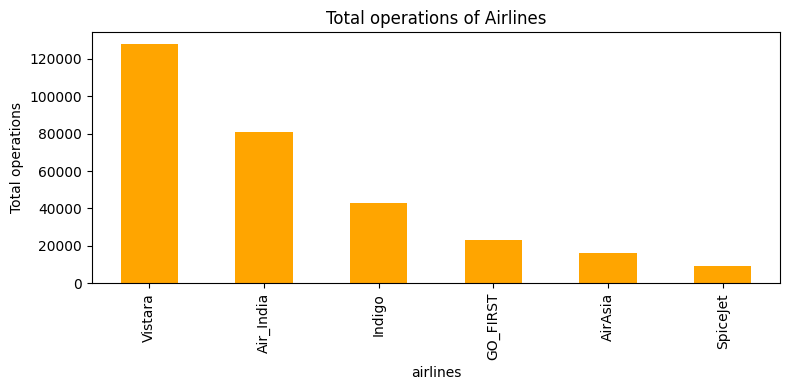 Total operations of Airlines
Total operations
120000
100000
80000
60000
40000
20000
0
Vistara
Air_India
Indigo
GO_FIRST
AirAsia
SpiceJet
airlines